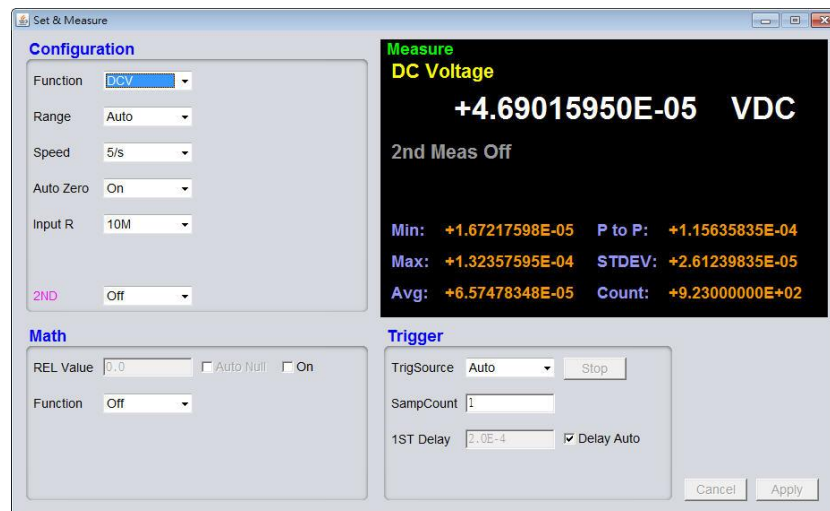 Set & Measure
Configuration
Function DCV
Range Auto
Speed 5/s
Auto Zero On
Input R 10M
2ND Off
Measure
DC Voltage
+4.69015950E-05 VDC
2nd Meas Off
Min: +1.67217598E-05 P to P: +1.15635835E-04
Max: +1.32357595E-04 STDEV: +2.61239835E-05
Avg: +6.57478348E-05 Count: +9.23000000E+02
Math
REL Value 0.0 Auto Null On
Function Off
Trigger
TrigSource Auto Stop
SampCount 1
1ST Delay 2.0E-4 Delay Auto
Cancel Apply